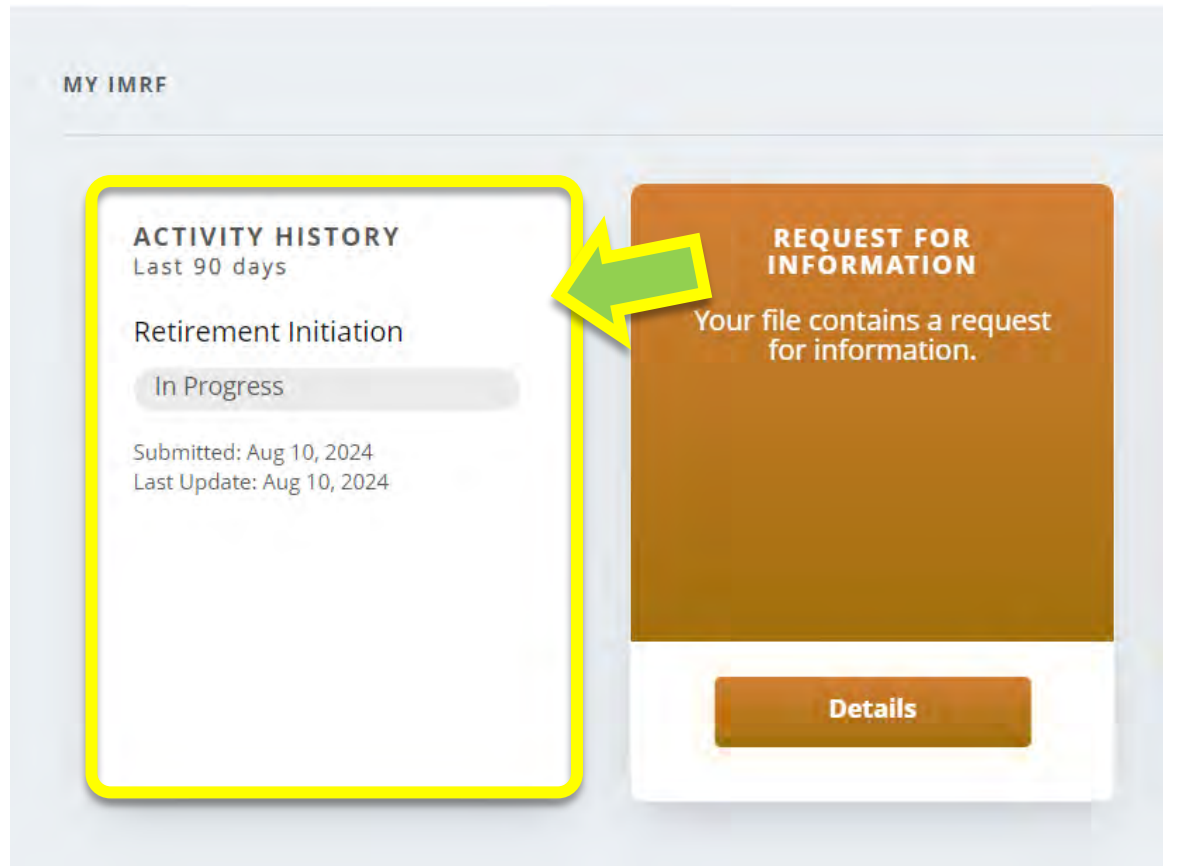 MY IMRF
ACTIVITY HISTORY
Last 90 days
Retirement Initiation
In Progress
Submitted: Aug 10, 2024
Last Update: Aug 10, 2024
REQUEST FOR
INFORMATION
Your file contains a request
for information.
Details